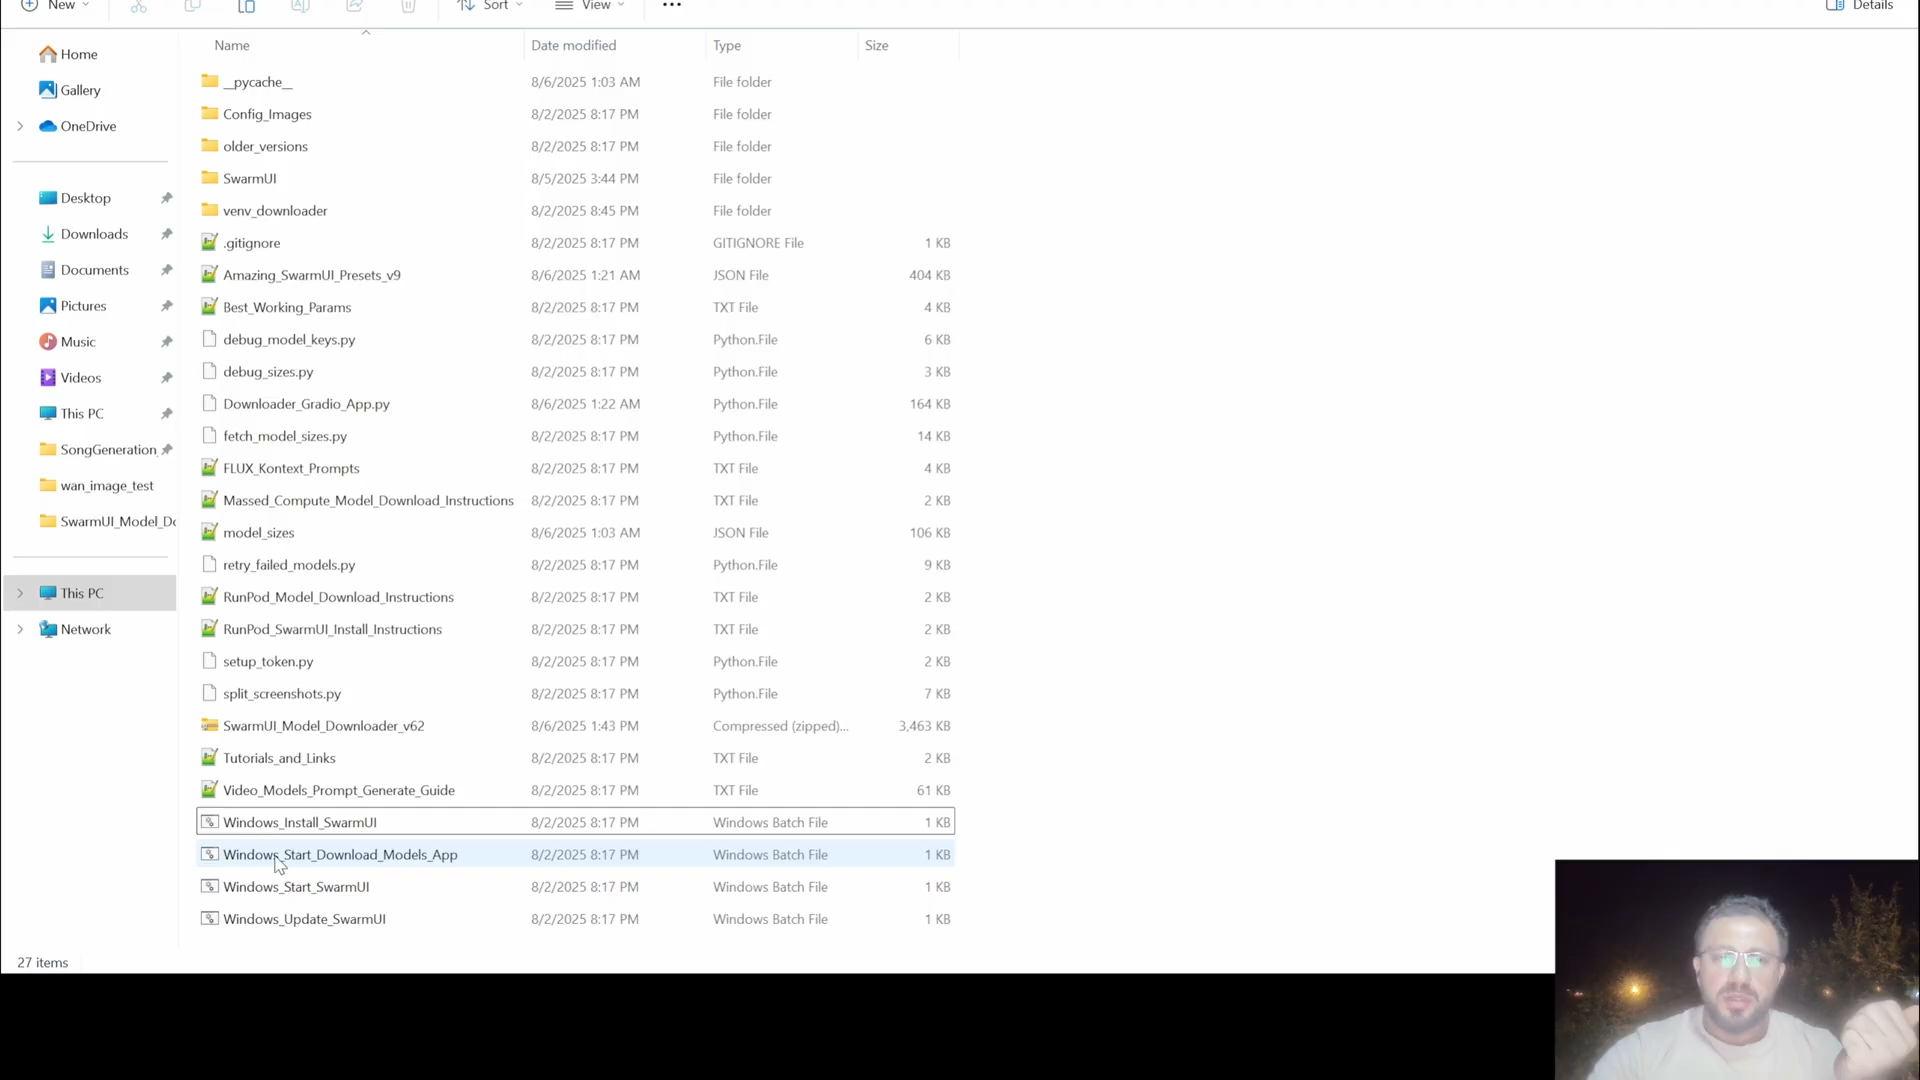 New
Sort
View
Details
Name Date modified Type Size
Home
Gallery
OneDrive
Desktop
Downloads
Documents
Pictures
Music
Videos
This PC
SongGeneration
wan_image_test
SwarmUI_Model_Do
This PC
Network
__pycache__ 8/6/2025 1:03 AM File folder
Config_Images 8/2/2025 8:17 PM File folder
older_versions 8/2/2025 8:17 PM File folder
SwarmUI 8/5/2025 3:44 PM File folder
venv_downloader 8/2/2025 8:45 PM File folder
.gitignore 8/2/2025 8:17 PM GITIGNORE File 1 KB
Amazing_SwarmUI_Presets_v9 8/6/2025 1:21 AM JSON File 404 KB
Best_Working_Params 8/2/2025 8:17 PM TXT File 4 KB
debug_model_keys.py 8/2/2025 8:17 PM Python.File 6 KB
debug_sizes.py 8/2/2025 8:17 PM Python.File 3 KB
Downloader_Gradio_App.py 8/6/2025 1:22 AM Python.File 164 KB
fetch_model_sizes.py 8/2/2025 8:17 PM Python.File 14 KB
FLUX_Kontext_Prompts 8/2/2025 8:17 PM TXT File 4 KB
Massed_Compute_Model_Download_Instructions 8/2/2025 8:17 PM TXT File 2 KB
model_sizes 8/6/2025 1:03 AM JSON File 106 KB
retry_failed_models.py 8/2/2025 8:17 PM Python.File 9 KB
RunPod_Model_Download_Instructions 8/2/2025 8:17 PM TXT File 2 KB
RunPod_SwarmUI_Install_Instructions 8/2/2025 8:17 PM TXT File 2 KB
setup_token.py 8/2/2025 8:17 PM Python.File 2 KB
split_screenshots.py 8/2/2025 8:17 PM Python.File 7 KB
SwarmUI_Model_Downloader_v62 8/6/2025 1:43 PM Compressed (zipped)... 3,463 KB
Tutorials_and_Links 8/2/2025 8:17 PM TXT File 2 KB
Video_Models_Prompt_Generate_Guide 8/2/2025 8:17 PM TXT File 61 KB
Windows_Install_SwarmUI 8/2/2025 8:17 PM Windows Batch File 1 KB
Windows_Start_Download_Models_App 8/2/2025 8:17 PM Windows Batch File 1 KB
Windows_Start_SwarmUI 8/2/2025 8:17 PM Windows Batch File 1 KB
Windows_Update_SwarmUI 8/2/2025 8:17 PM Windows Batch File 1 KB
27 items